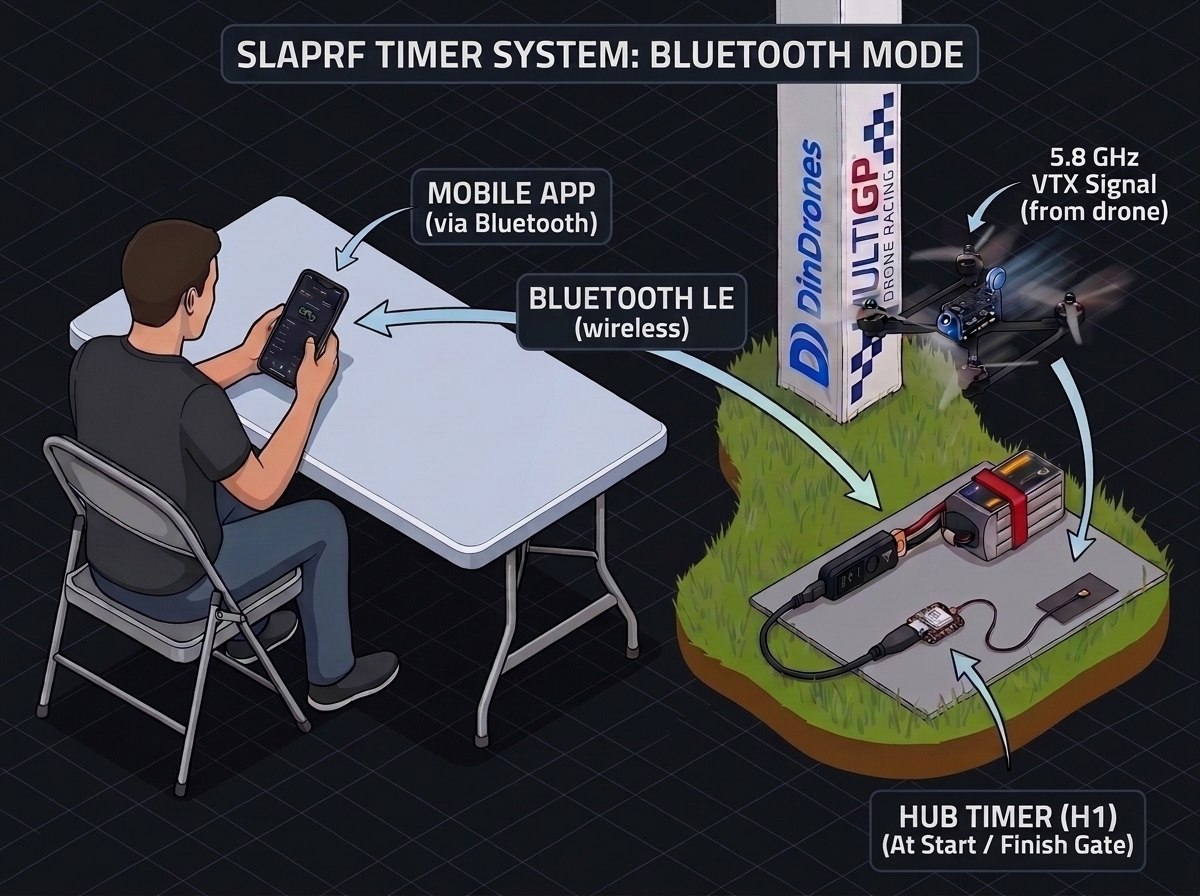 SLAPRF TIMER SYSTEM: BLUETOOTH MODE
MOBILE APP
(via Bluetooth)
5.8 GHz
VTX Signal
(from drone)
BLUETOOTH LE
(wireless)
DinDrones
MULTIGP
DRONE RACING
HUB TIMER (H1)
(At Start / Finish Gate)